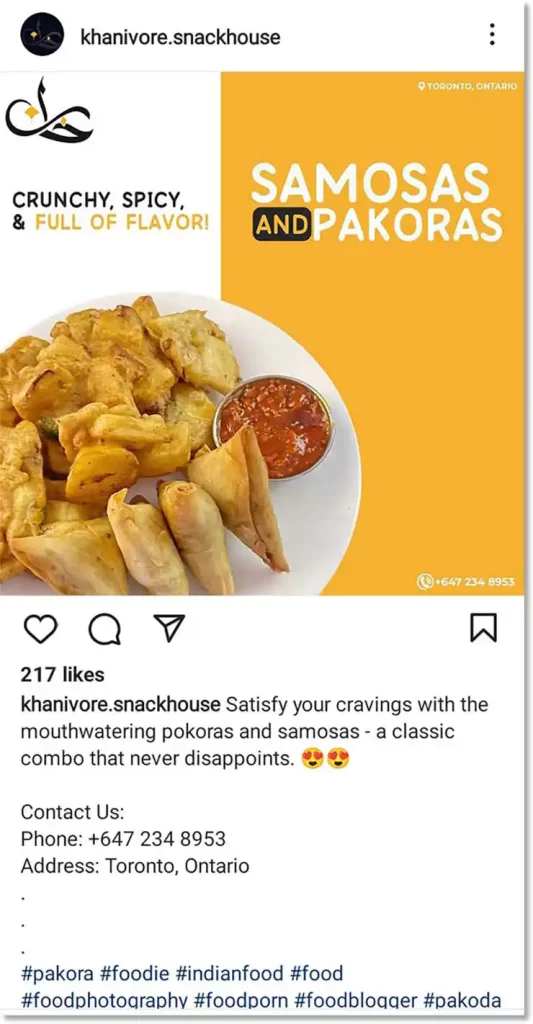 khanivore.snackhouse
TORONTO, ONTARIO
CRUNCHY, SPICY,
& FULL OF FLAVOR!
SAMOSAS
AND PAKORAS
+647 234 8953
217 likes
khanivore.snackhouse Satisfy your cravings with the
mouthwatering pokoras and samosas - a classic
combo that never disappoints. 😍😍
Contact Us:
Phone: +647 234 8953
Address: Toronto, Ontario
.
.
.
#pakora #foodie #indianfood #food
#foodphotography #foodporn #foodblogger #pakoda